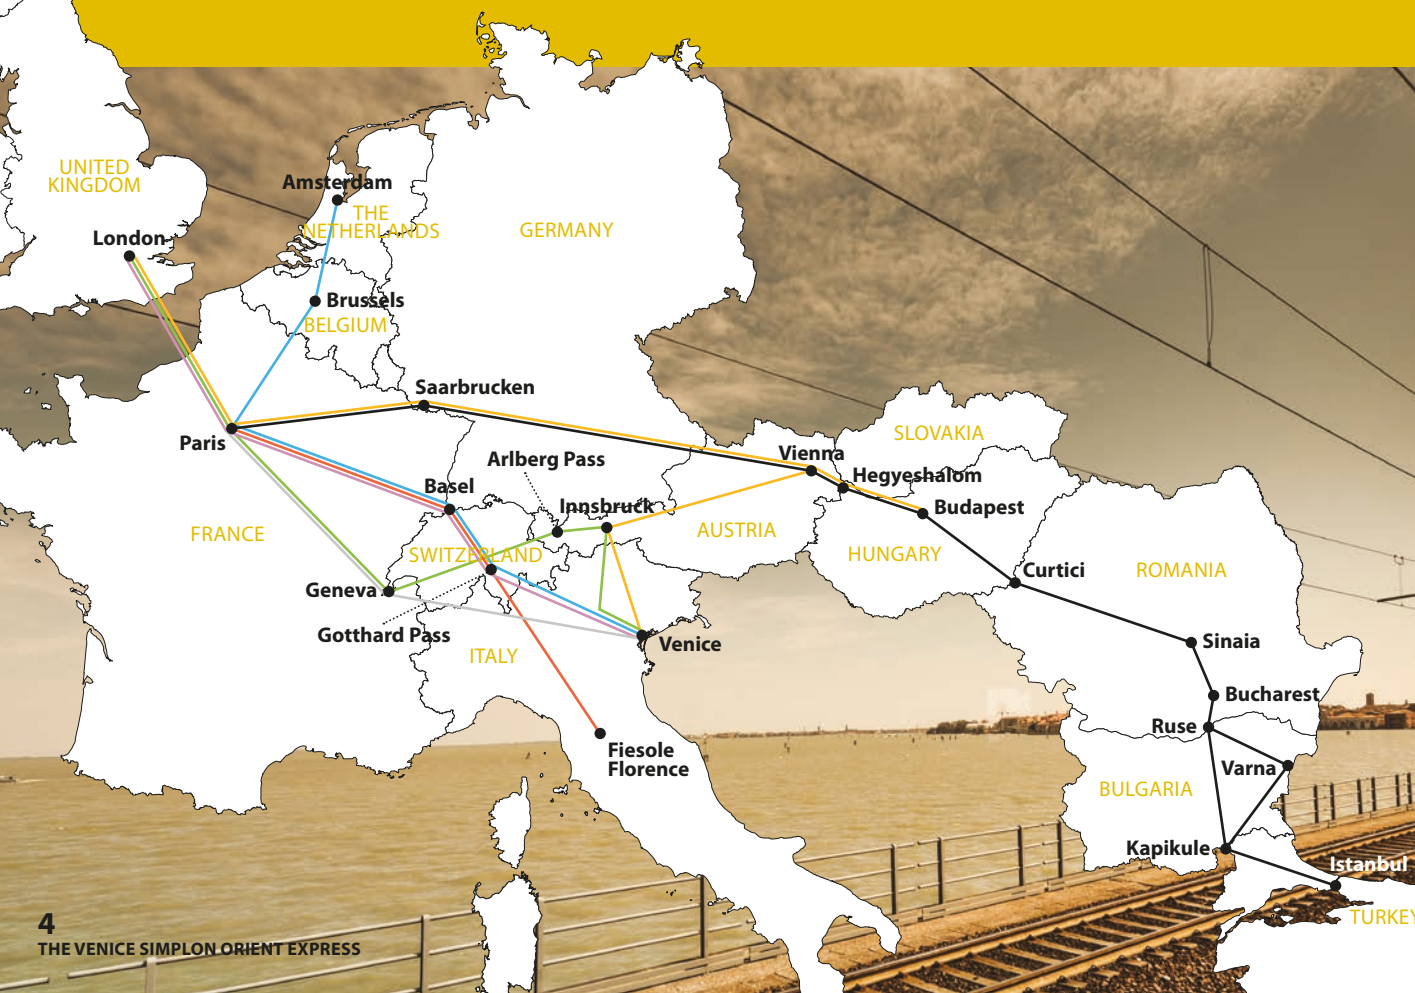 UNITED
KINGDOM
Amsterdam
THE
NETHERLANDS
GERMANY
London
Brussels
BELGIUM
Saarbrucken
Paris
SLOVAKIA
Vienna
Arlberg Pass
Hegyeshalom
Basel
Innsbruck
Budapest
FRANCE
AUSTRIA
SWITZERLAND
HUNGARY
Curtici
ROMANIA
Geneva
Gotthard Pass
Venice
Sinaia
ITALY
Bucharest
Ruse
Fiesole
Florence
Varna
BULGARIA
Kapikule
Istanbul
TURKEY
4
THE VENICE SIMPLON ORIENT EXPRESS